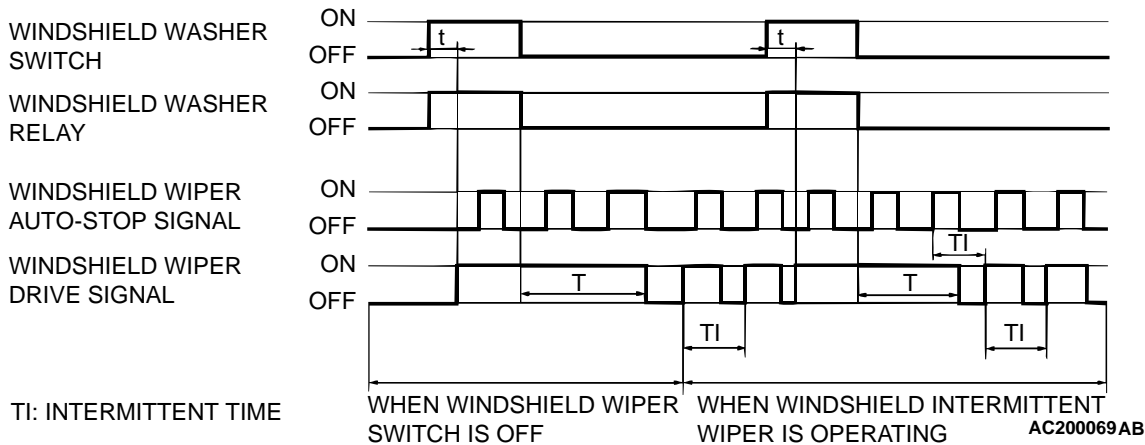 WINDSHIELD WASHER
SWITCH
ON
OFF
t
t
WINDSHIELD WASHER
RELAY
ON
OFF
WINDSHIELD WIPER
AUTO-STOP SIGNAL
ON
OFF
TI
WINDSHIELD WIPER
DRIVE SIGNAL
ON
OFF
T
T
TI
TI
TI: INTERMITTENT TIME
WHEN WINDSHIELD WIPER
SWITCH IS OFF
WHEN WINDSHIELD INTERMITTENT
WIPER IS OPERATING
AC200069AB